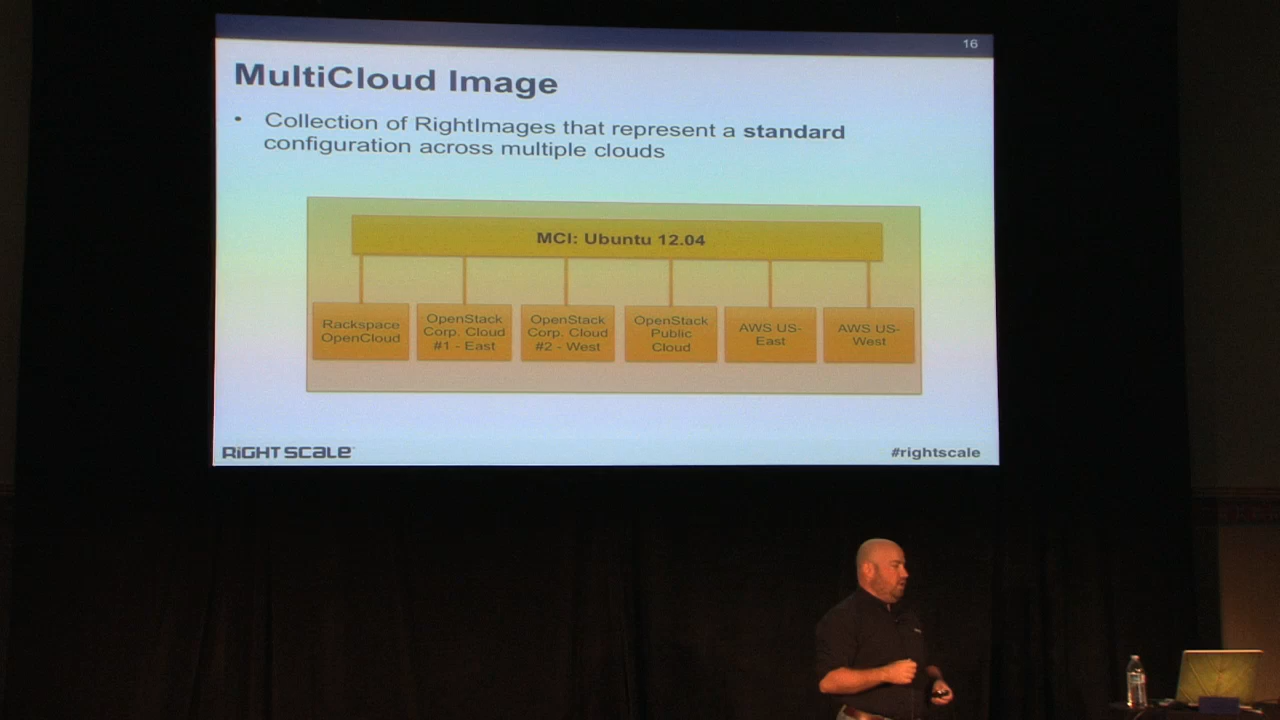 16
MultiCloud Image
• Collection of RightImages that represent a standard
configuration across multiple clouds
MCI: Ubuntu 12.04
Rackspace
OpenCloud
OpenStack
Corp. Cloud
#1 - East
OpenStack
Corp. Cloud
#2 - West
OpenStack
Public
Cloud
AWS US-
East
AWS US-
West
RIGHTSCALE
#rightscale